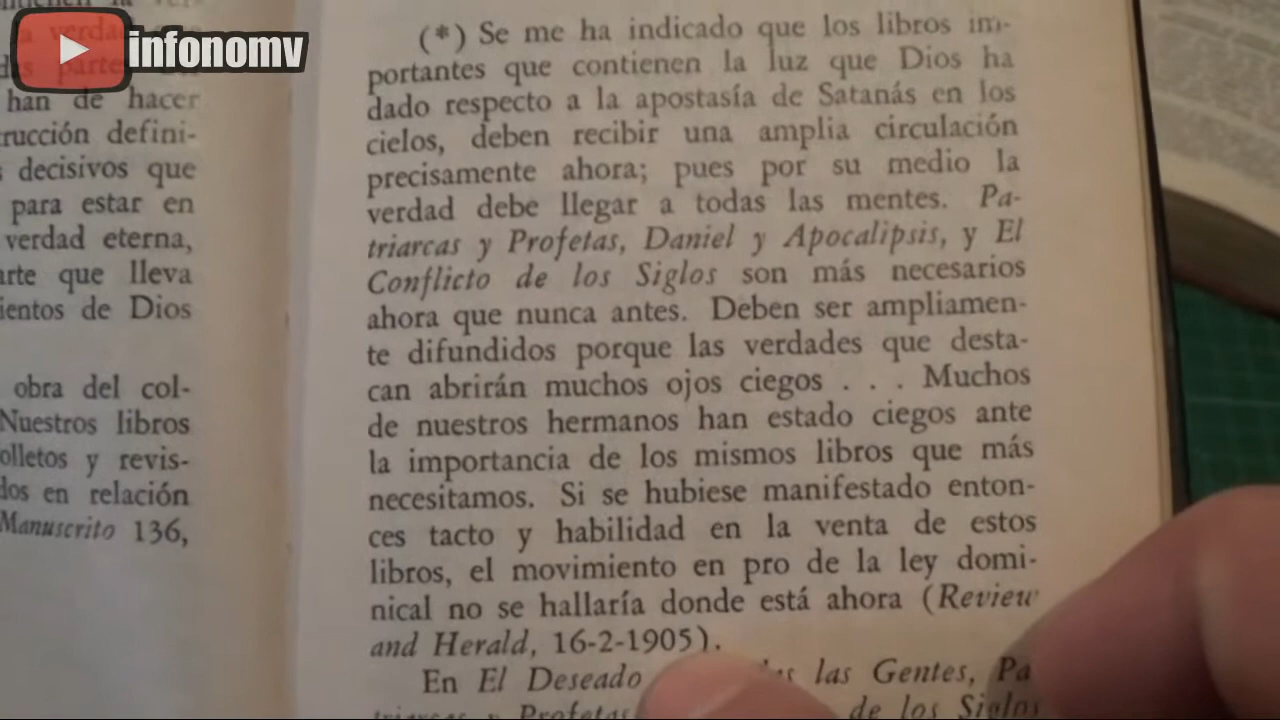 infonomv
han de hacer
rucción defini-
decisivos que
para estar en
verdad eterna,
arte que lleva
ientos de Dios
obra del col-
Nuestros libros
olletos y revis-
dos en relación
Manuscrito 136,
(*) Se me ha indicado que los libros im-
portantes que contienen la luz que Dios ha
dado respecto a la apostasía de Satanás en los
cielos, deben recibir una amplia circulación
precisamente ahora; pues por su medio la
verdad debe llegar a todas las mentes. Pa-
triarcas y Profetas, Daniel y Apocalipsis, y El
Conflicto de los Siglos son más necesarios
ahora que nunca antes. Deben ser ampliamen-
te difundidos porque las verdades que desta-
can abrirán muchos ojos ciegos . . . Muchos
de nuestros hermanos han estado ciegos ante
la importancia de los mismos libros que más
necesitamos. Si se hubiese manifestado enton-
ces tacto y habilidad en la venta de estos
libros, el movimiento en pro de la ley domi-
nical no se hallaría donde está ahora (Review
and Herald, 16-2-1905).
En El Deseado las Gentes, Pa
triarcas y Profetas de los Siglos